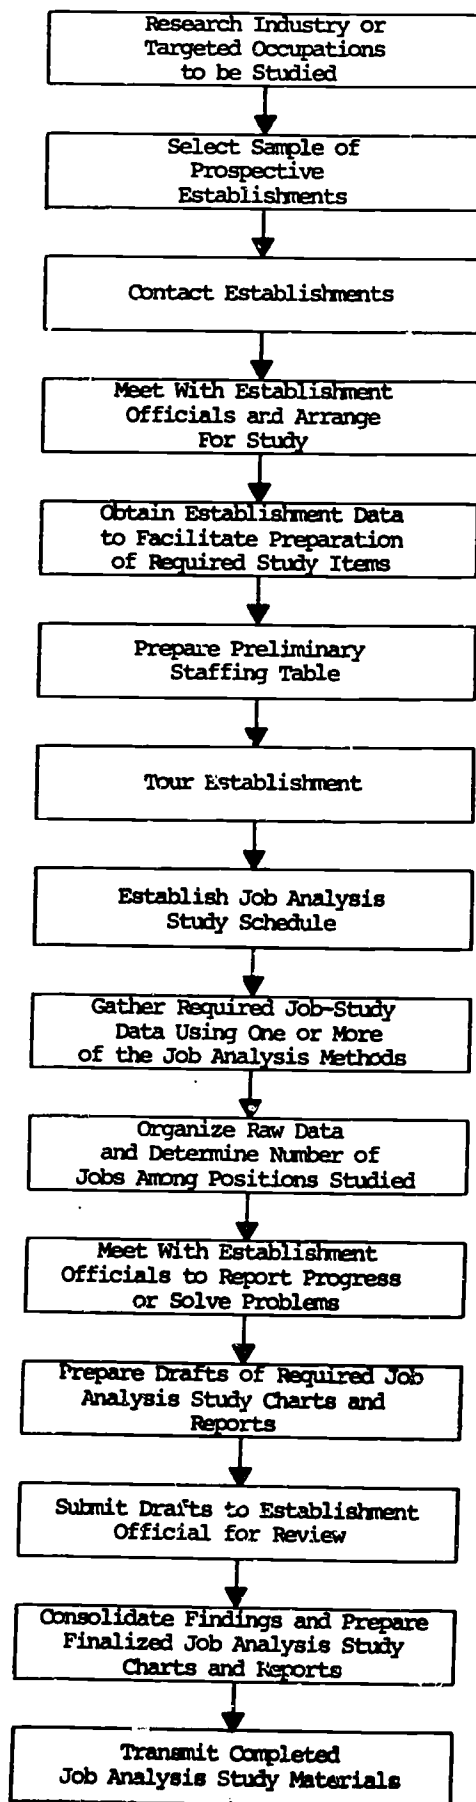 Research Industry or
Targeted Occupations
to be Studied
Select Sample of
Prospective
Establishments
Contact Establishments
Meet With Establishment
Officials and Arrange
For Study
Obtain Establishment Data
to Facilitate Preparation
of Required Study Items
Prepare Preliminary
Staffing Table
Tour Establishment
Establish Job Analysis
Study Schedule
Gather Required Job-Study
Data Using One or More
of the Job Analysis Methods
Organize Raw Data
and Determine Number of
Jobs Among Positions Studied
Meet With Establishment
Officials to Report Progress
or Solve Problems
Prepare Drafts of Required Job
Analysis Study Charts and
Reports
Submit Drafts to Establishment
Official for Review
Consolidate Findings and Prepare
Finalized Job Analysis Study
Charts and Reports
Transmit Completed
Job Analysis Study Materials